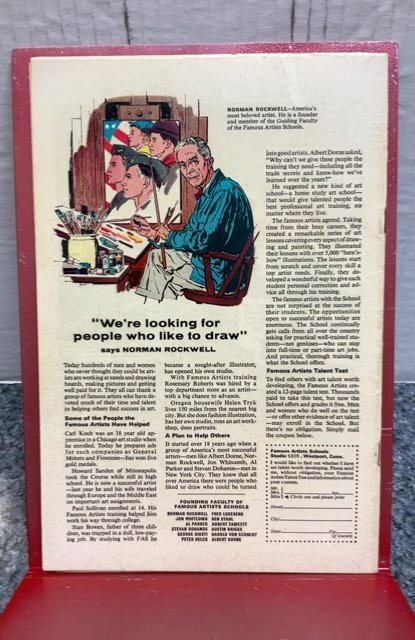 NORMAN ROCKWELL—America's
most beloved artist. He is a founder
and member of the Guiding Faculty
of the Famous Artists Schools.
"We're looking for
people who like to draw"
says NORMAN ROCKWELL
Today hundreds of men and women
who never thought they could be art-
ists are working at easels and drawing
boards, making pictures and getting
well paid for it. They all can thank a
group of famous artists who have de-
voted much of their time and talent
to helping others find success in art.
Some of the People the
Famous Artists Have Helped
Carl Koch was an 18 year old ap-
prentice in a Chicago art studio when
he enrolled. Today he prepares ads
for such companies as General
Motors and Firestone—has won five
gold medals.
Howard Sanden of Minneapolis
took the Course while still in high
school. He is now a successful artist
—last year he and his wife traveled
through Europe and the Middle East
on important art assignments.
Paul Sullivan enrolled at 14. His
Famous Artists training helped him
work his way through college.
Stan Bowen, father of three chil-
dren, was trapped in a dull, low-pay-
ing job. By studying with FAS he
became a sought-after illustrator,
has opened his own studio.
With Famous Artists training
Rosemary Roberts was hired by a
top department store as an artist—
with a big chance to advance.
Oregon housewife Helen Tryk
lives 150 miles from the nearest big
city. But she does fashion illustration,
has her own studio, runs an art work-
shop, does portraits.
A Plan to Help Others
It started over 18 years ago when a
group of America's most successful
artists—men like Albert Dorne, Nor-
man Rockwell, Jon Whitcomb, Al
Parker and Stevan Dohanos—met in
New York City. They knew that all
over America there were people who
liked to draw who could be turned
FOUNDING FACULTY OF
FAMOUS ARTISTS SCHOOLS
NORMAN ROCKWELL FRED LUDEKENS
JON WHITCOMB BEN STAHL
AL PARKER ROBERT FAWCETT
STEVAN DOHANOS AUSTIN BRIGGS
GEORGE GIUSTI HAROLD VON SCHMIDT
PETER HELCK ALBERT DORNE
into good artists. Albert Dorne asked,
"Why can't we give these people the
training they need—including all the
trade secrets and know-how we've
learned over the years?"
He suggested a new kind of art
school—a home study art school—
that would give talented people the
best professional art training, no
matter where they live.
The famous artists agreed. Taking
time from their busy careers, they
created a remarkable series of art
lessons covering every aspect of draw-
ing and painting. They illustrated
their lessons with over 5,000 "here's-
how" illustrations. The lessons start
from scratch and cover every skill a
top artist needs. Finally, they de-
veloped a wonderful way to give each
student personal correction and ad-
vice all through his training.
The famous artists with the School
are not surprised at the success of
their students. The opportunities
open to successful artists today are
enormous. The School continually
gets calls from all over the country
asking for practical well-trained stu-
dents—not geniuses—who can step
into full-time or part-time art jobs.
And practical, thorough training is
what the School offers.
Famous Artists Talent Test
To find others with art talent worth
developing, the Famous Artists cre-
ated a 12-page talent test. Thousands
paid to take this test, but now the
School offers and grades it free. Men
and women who do well on the test
—or offer other evidence of art talent
—may enroll in the School. But
there's no obligation. Simply mail
the coupon below.
Famous Artists Schools
Westport, Conn.
I would like to find out whether I have
art talent worth developing. Please send
me, without obligation, your Famous
Artists Talent Test and information about
your courses.
Mr.
Mrs. Age
Miss Circle one and please print
Street
City
State